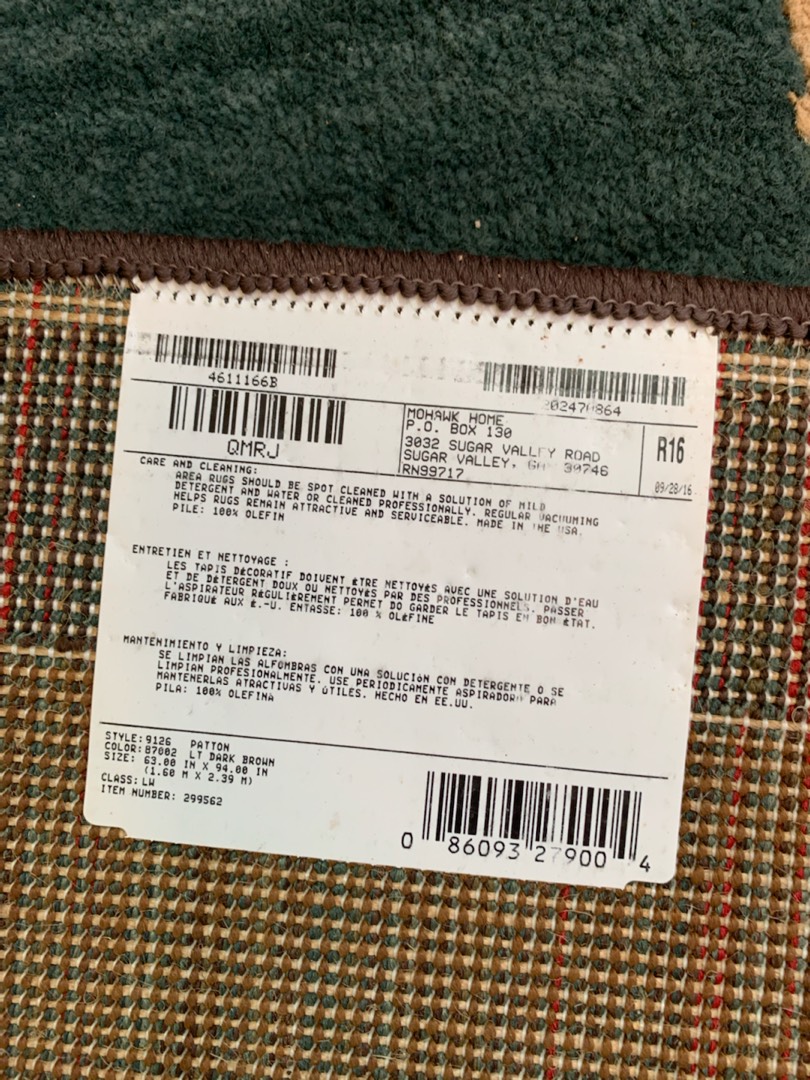 4611166B
QMRJ
MOHAWK HOME
P.O. BOX 130
3032 SUGAR VALLEY ROAD
SUGAR VALLEY, 30746
RN99717
R16
09/28/16
CARE AND CLEANING:
AREA RUGS SHOULD BE SPOT CLEANED WITH A SOLUTION OF MILD
DETERGENT AND WATER OR CLEANED PROFESSIONALLY. REGULAR VACUUMING
HELPS RUGS REMAIN ATTRACTIVE AND SERVICEABLE. MADE IN THE USA.
PILE: 100% OLEFIN
ENTRETIEN ET NETTOYAGE :
LES TAPIS DÉCORATIF DOIVENT ÉTRE NETTOYÉS AVEC UNE SOLUTION D'EAU
ET DE DÉTERGENT DOUX OU NETTOYÉS PAR DES PROFESSIONNELS. PASSER
L'ASPIRATEUR RÉGULIÉREMENT PERMET DO GARDER LE TAPIS EN BON ÉTAT.
FABRIQUÉ AUX É.-U. ENTASSE: 100 % OLÉFINE
MANTENIMIENTO Y LIMPIEZA:
SE LIMPIAN LAS ALFOMBRAS CON UNA SOLUCIóN CON DETERGENTE O SE
LIMPIAN PROFESIONALMENTE. USE PERIODICAMENTE ASPIRADORA PARA
MANTENERLAS ATRACTIVAS Y ÚTILES. HECHO EN EE.UU.
PILA: 100% OLEFINA
STYLE: 9126 PATTON
COLOR: 87002 LT DARK BROWN
SIZE: 63.00 IN X 94.00 IN
(1.60 M X 2.39 M)
CLASS: LW
ITEM NUMBER: 299562
0 86093 27900 4